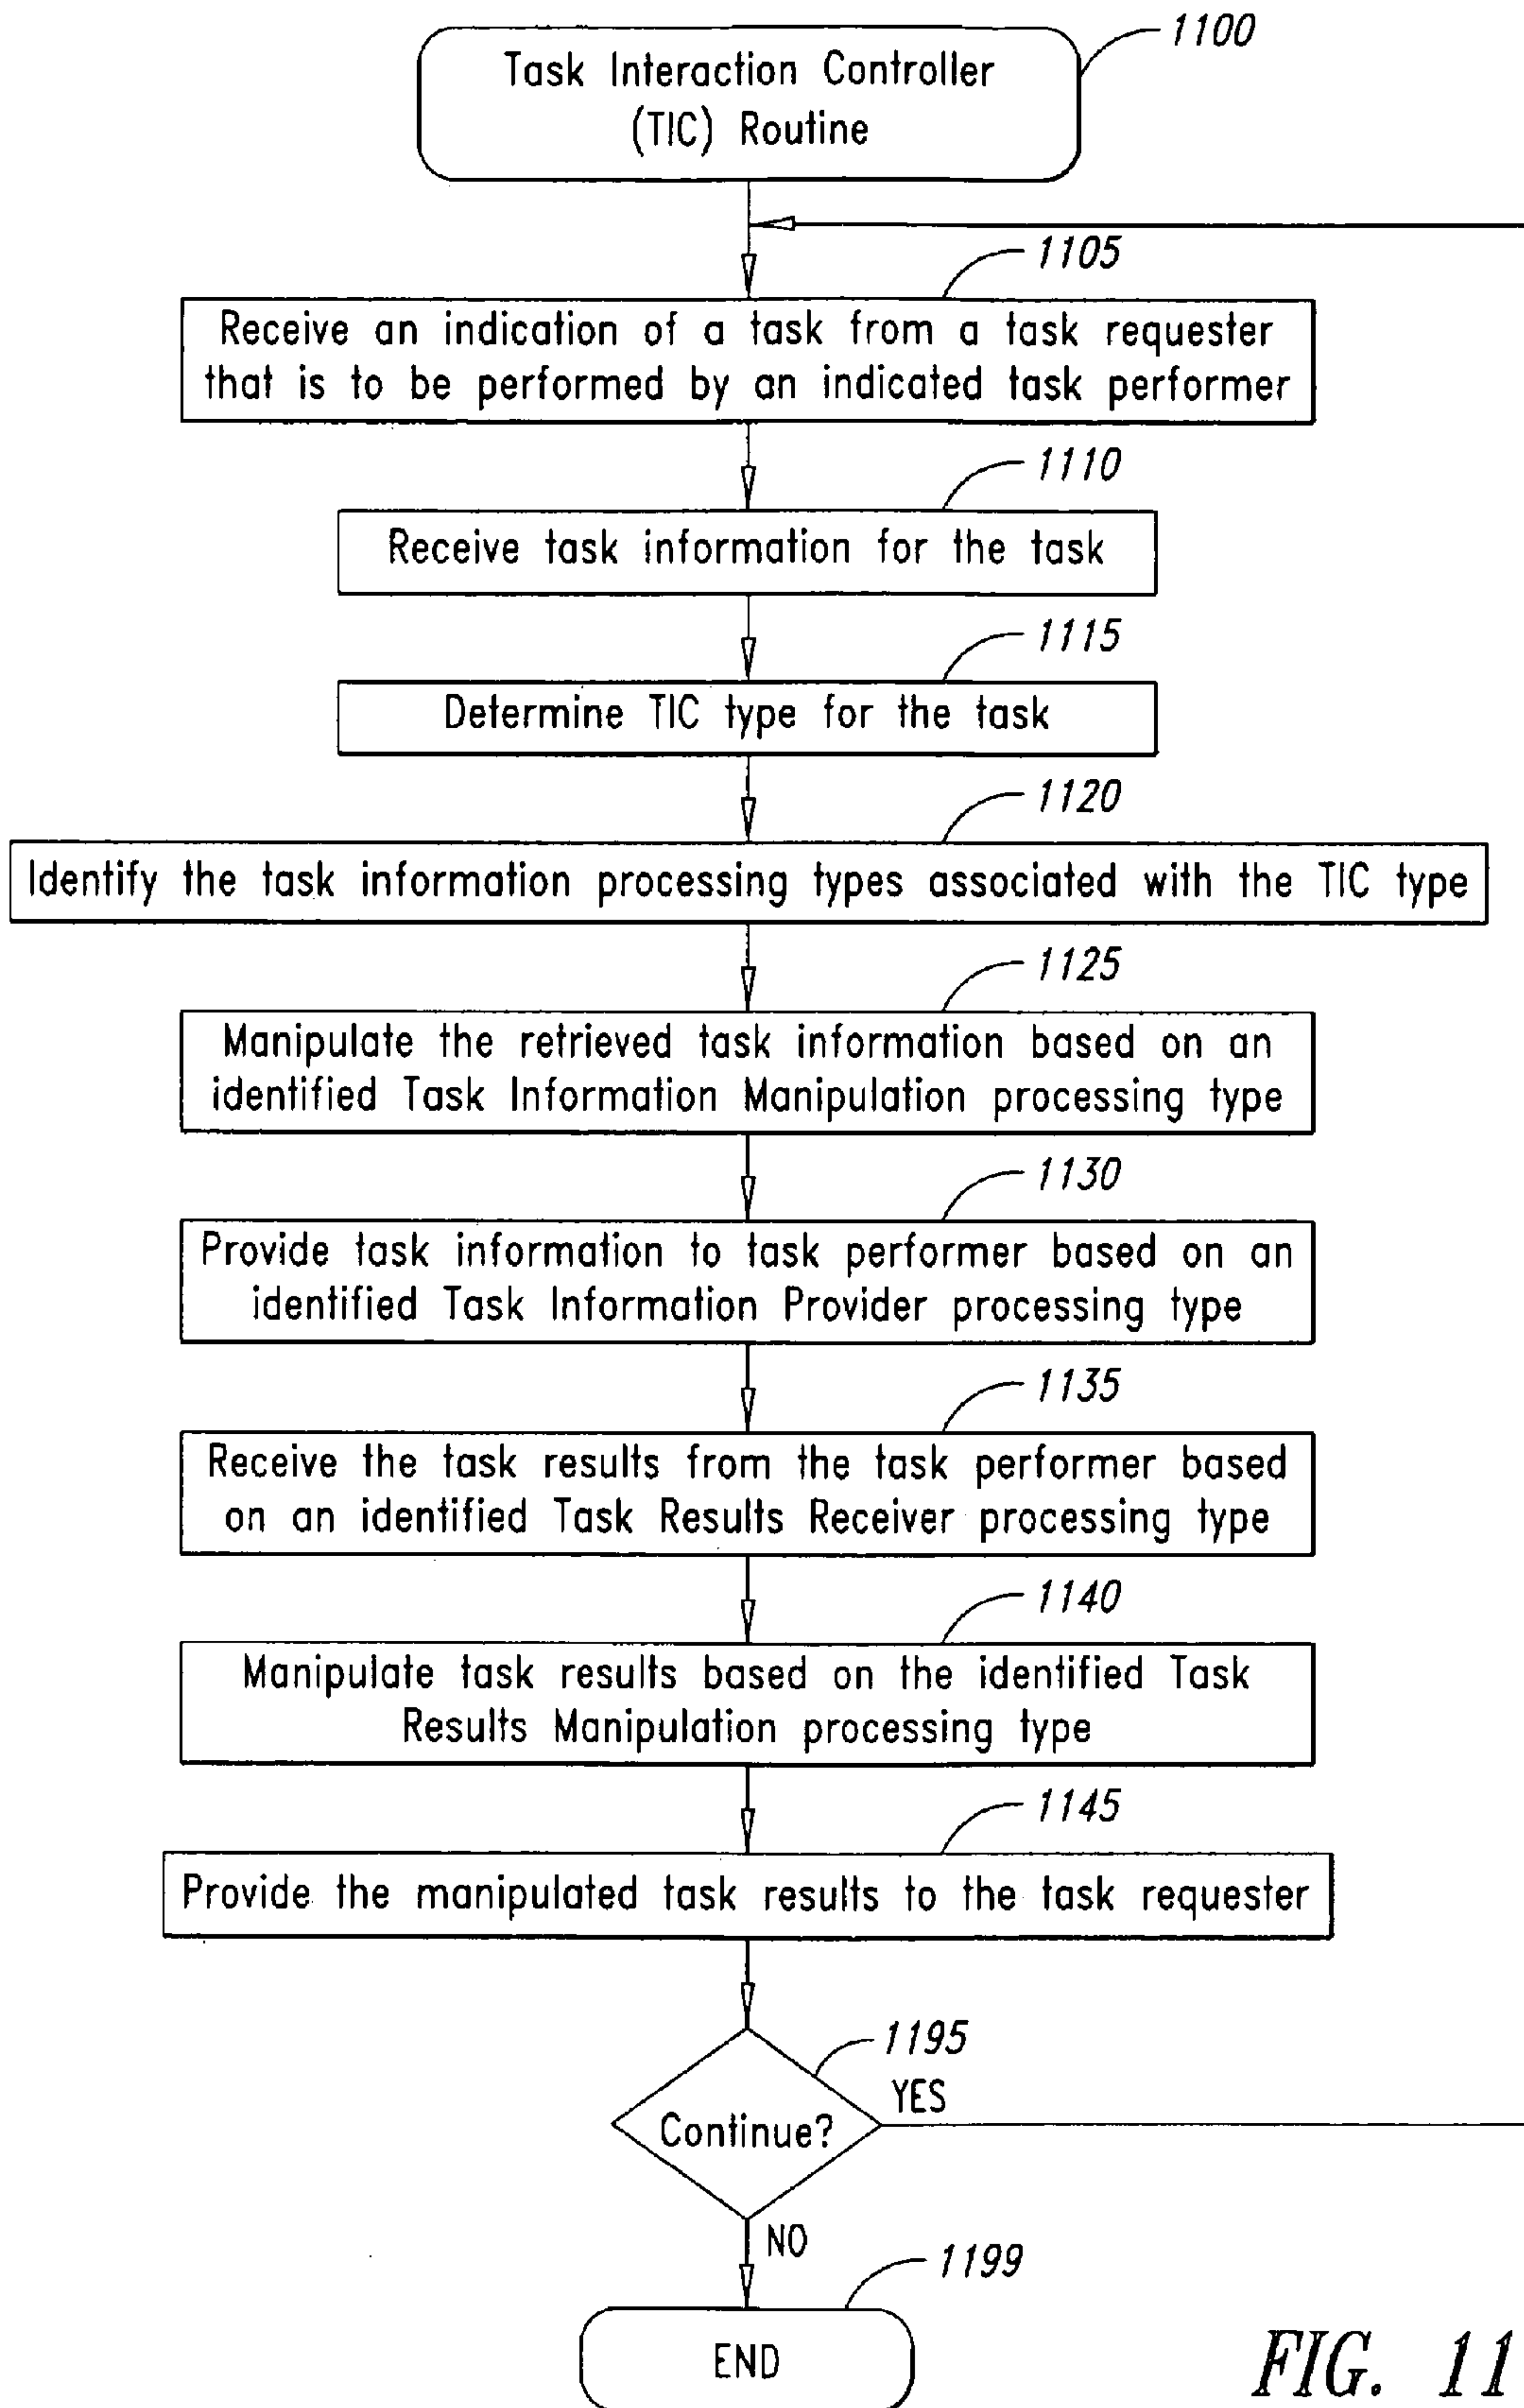 1100
Task Interaction Controller
(TIC) Routine
1105
Receive an indication of a task from a task requester
that is to be performed by an indicated task performer
1110
Receive task information for the task
1115
Determine TIC type for the task
1120
Identify the task information processing types associated with the TIC type
1125
Manipulate the retrieved task information based on an
identified Task Information Manipulation processing type
1130
Provide task information to task performer based on an
identified Task Information Provider processing type
1135
Receive the task results from the task performer based
on an identified Task Results Receiver processing type
1140
Manipulate task results based on the identified Task
Results Manipulation processing type
1145
Provide the manipulated task results to the task requester
1195
YES
Continue?
NO
1199
END
FIG. 11